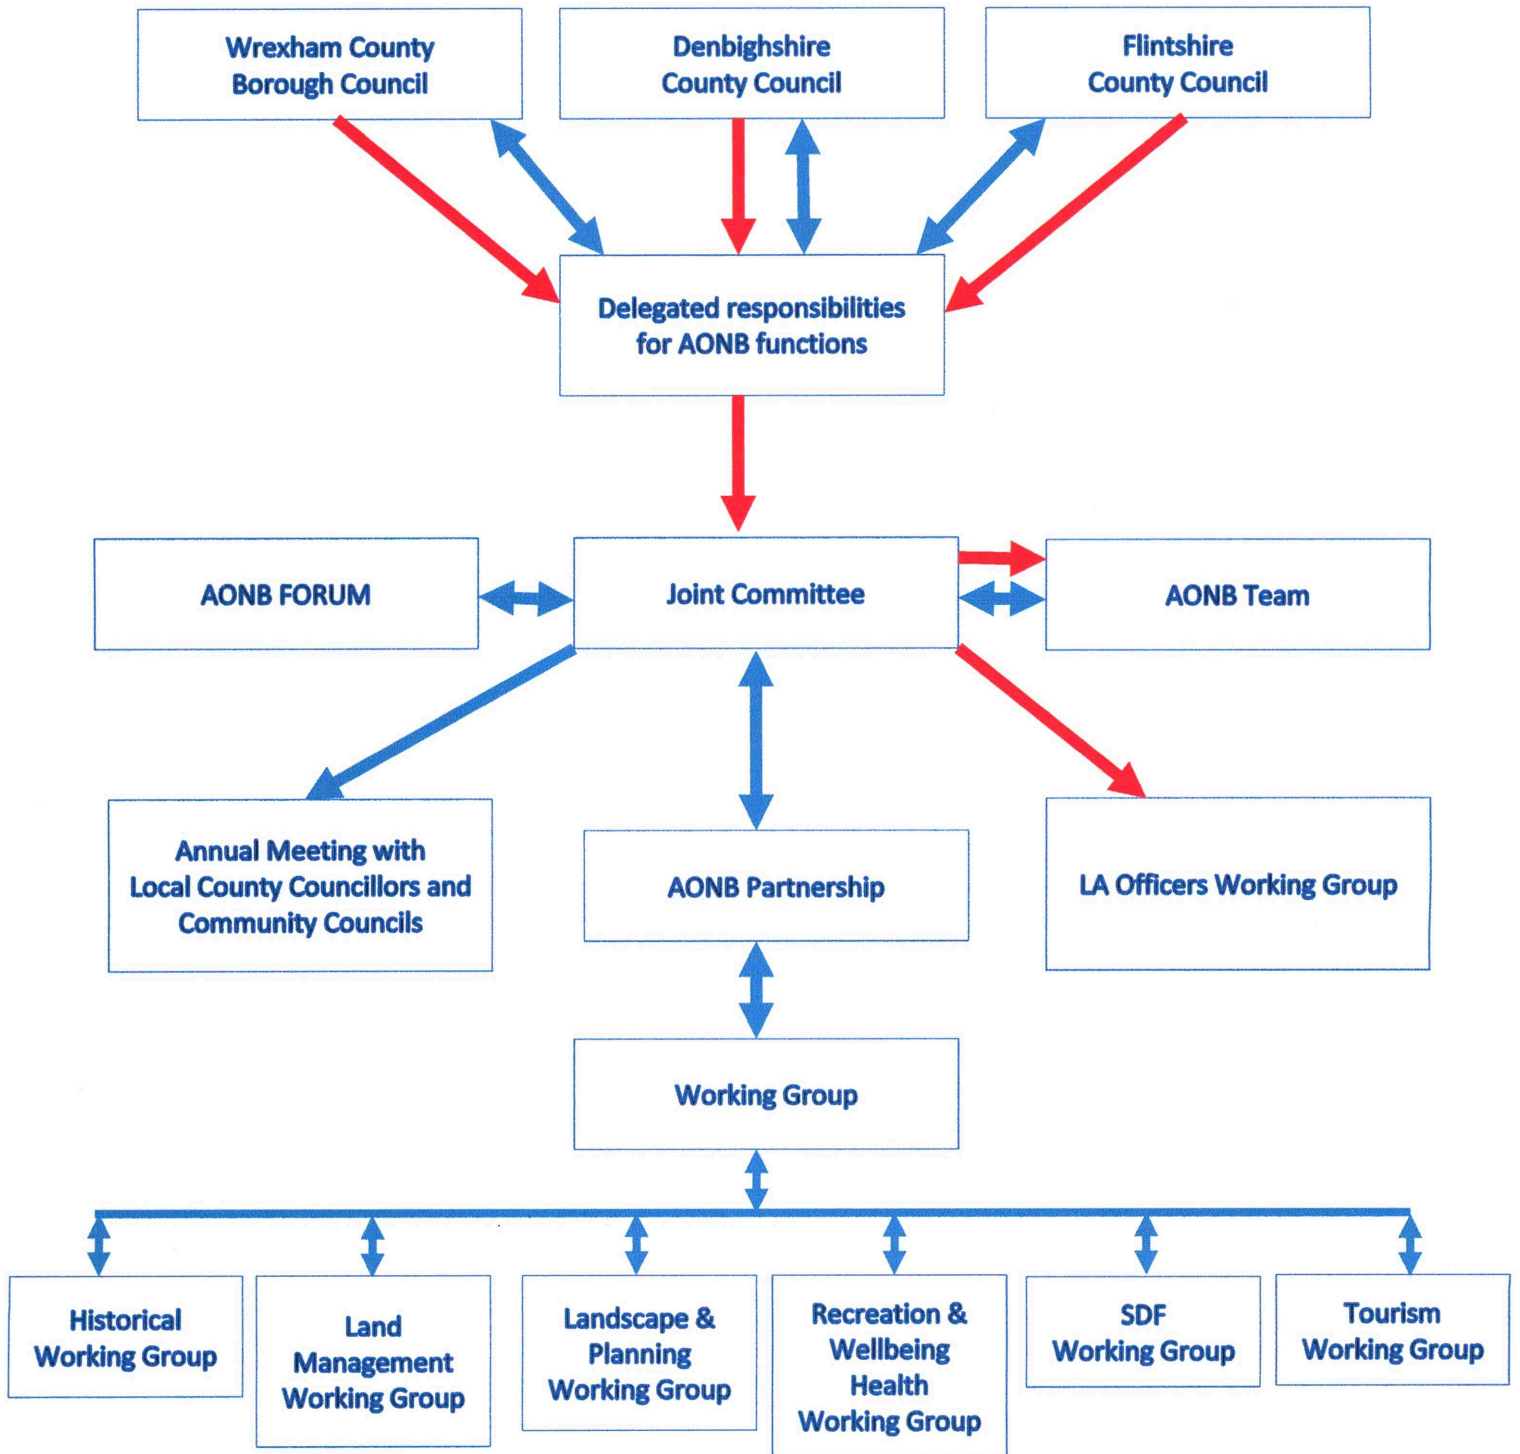 Wrexham County
Borough Council
Denbighshire
County Council
Flintshire
County Council
Delegated responsibilities
for AONB functions
AONB FORUM
Joint Committee
AONB Team
Annual Meeting with
Local County Councillors and
Community Councils
AONB Partnership
LA Officers Working Group
Working Group
Historical
Working Group
Land
Management
Working Group
Landscape &
Planning
Working Group
Recreation &
Wellbeing
Health
Working Group
SDF
Working Group
Tourism
Working Group